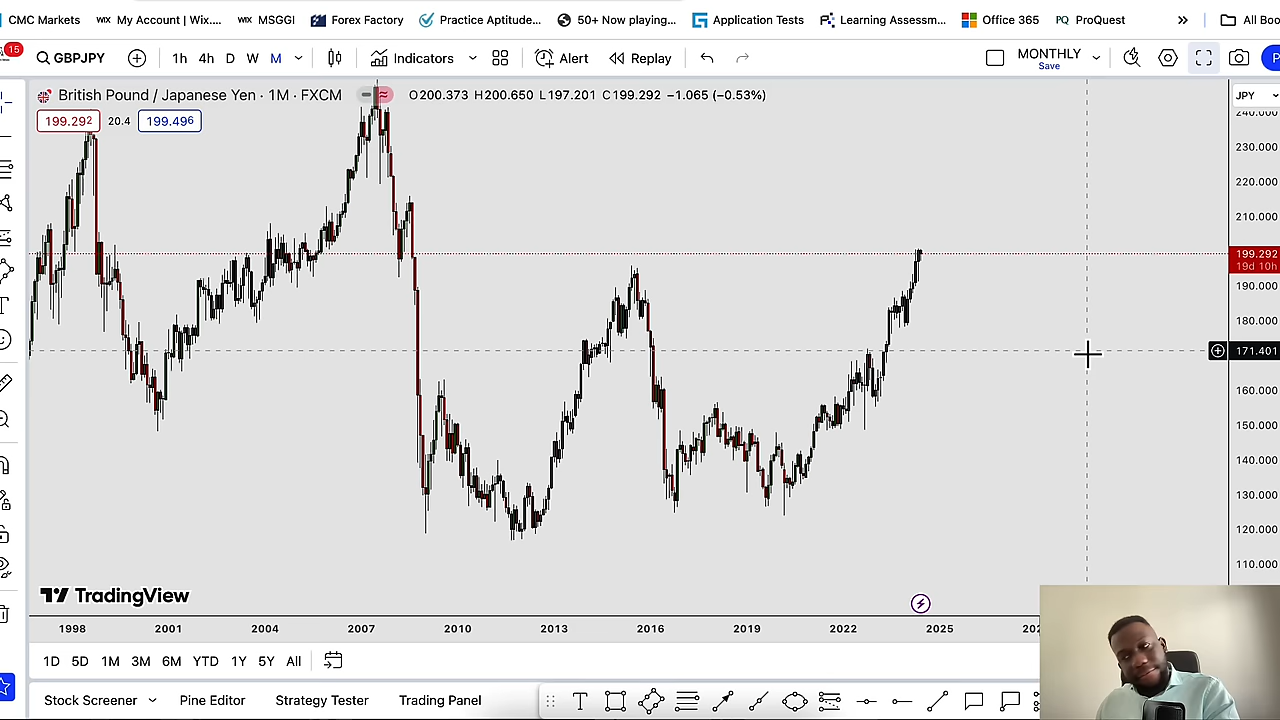 CMC Markets WIX My Account | Wix.... WIX MSGGI Forex Factory Practice Aptitude... 50+ Now playing... Application Tests Learning Assessm... Office 365 PQ ProQuest » All Boo
15 GBPJPY 1h 4h D W M Indicators Alert Replay MONTHLY Save
British Pound / Japanese Yen · 1M · FXCM O200.373 H200.650 L197.201 C199.292 −1.065 (−0.53%) JPY
199.292 20.4 199.496
240.000
230.000
220.000
210.000
199.292
19d 10h
190.000
180.000
171.401
160.000
150.000
140.000
130.000
120.000
110.000
TradingView
1998 2001 2004 2007 2010 2013 2016 2019 2022 2025
1D 5D 1M 3M 6M YTD 1Y 5Y All
Stock Screener Pine Editor Strategy Tester Trading Panel